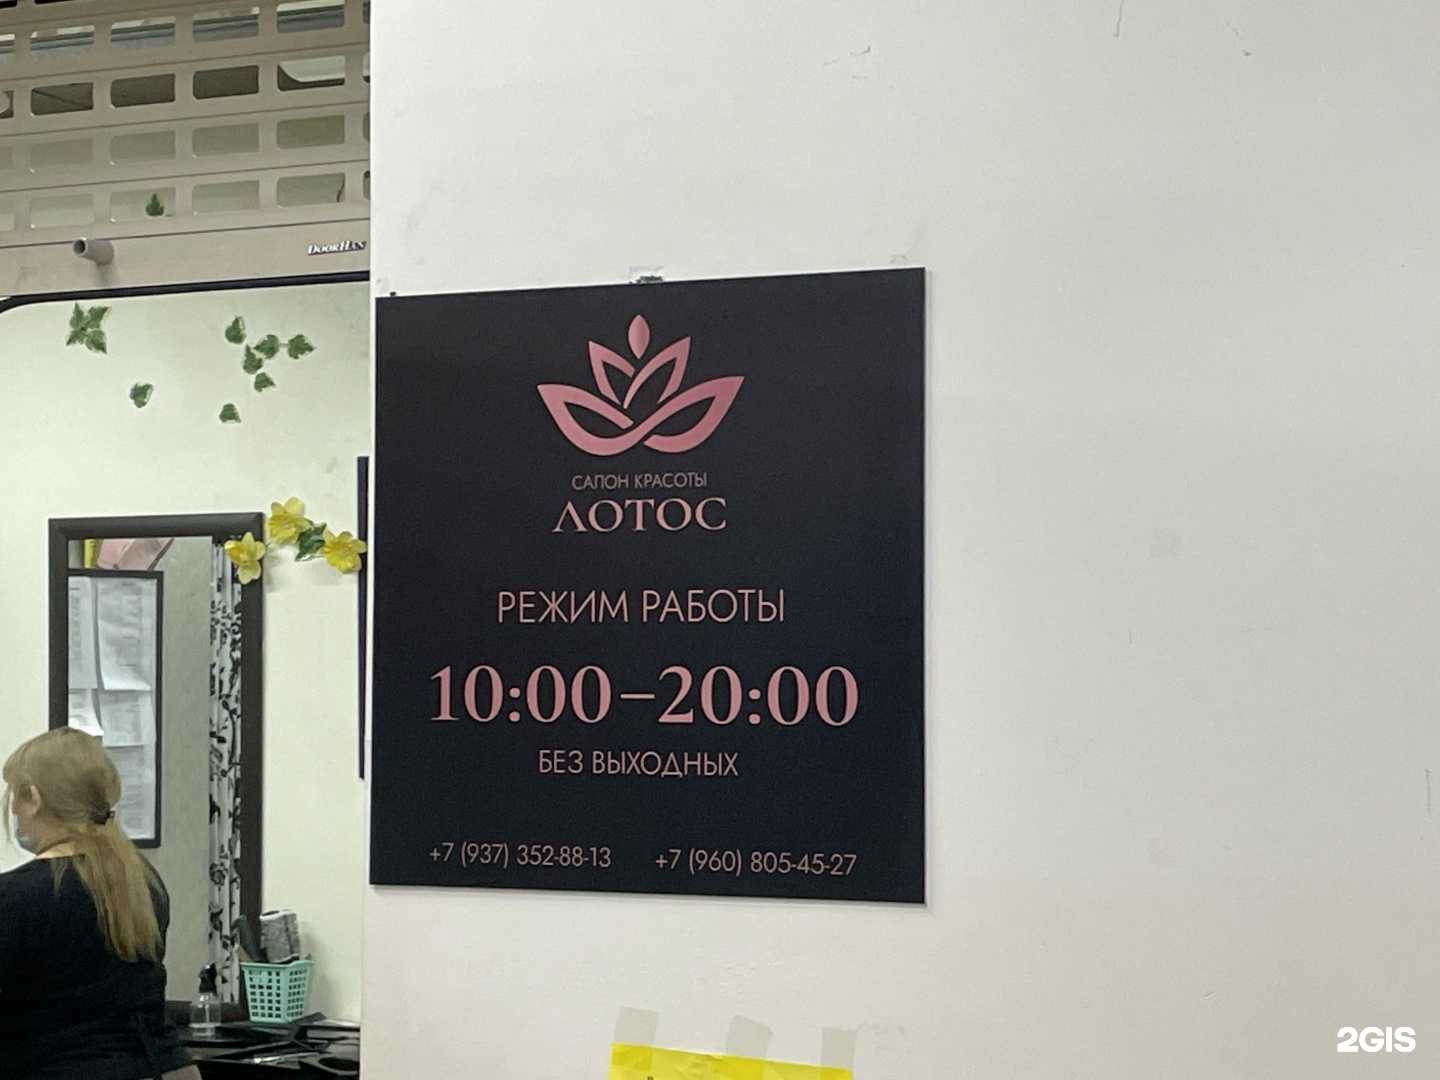 DoorHan
САЛОН КРАСОТЫ
ЛОТОС
РЕЖИМ РАБОТЫ
10:00–20:00
БЕЗ ВЫХОДНЫХ
+7 (937) 352-88-13 +7 (960) 805-45-27
2GIS